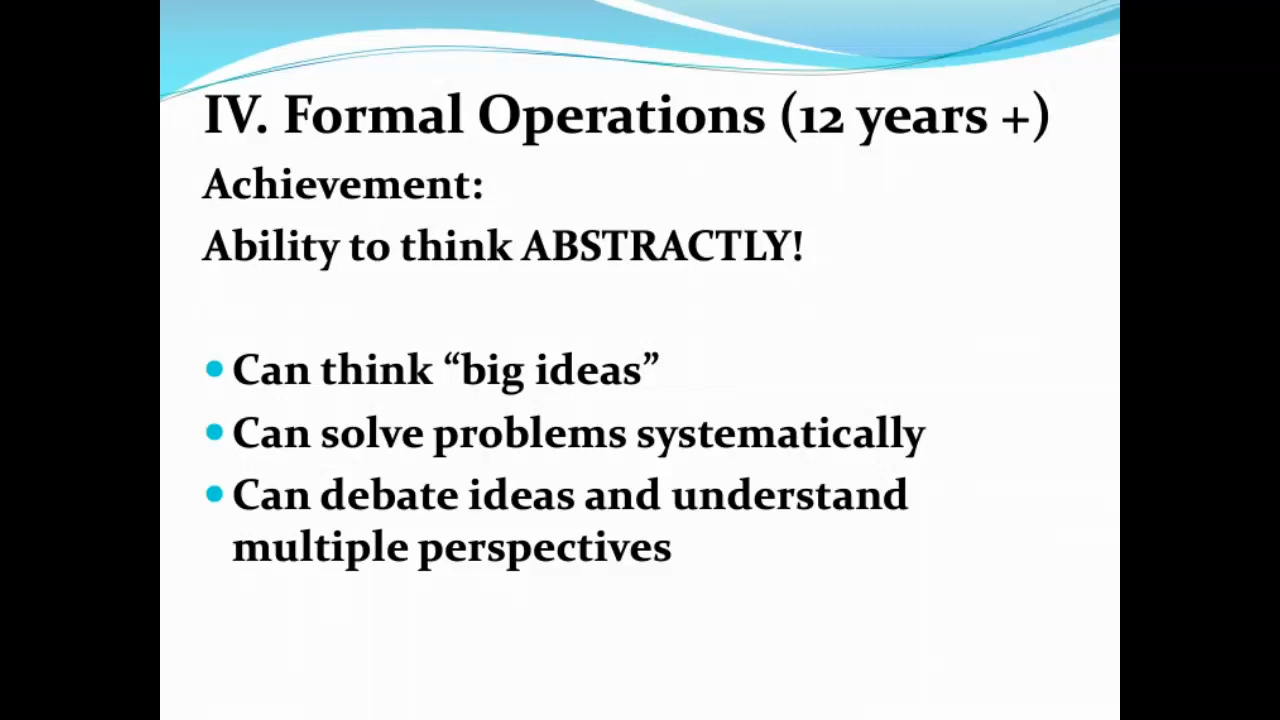 IV. Formal Operations (12 years +)
Achievement:
Ability to think ABSTRACTLY!
• Can think “big ideas”
• Can solve problems systematically
• Can debate ideas and understand
multiple perspectives